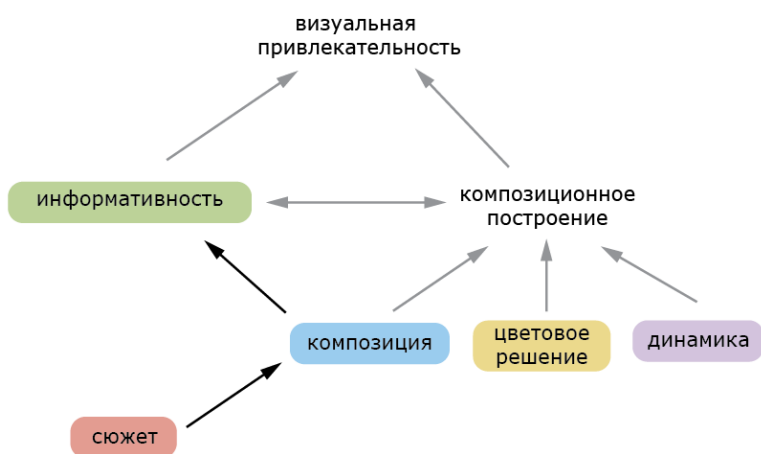 визуальная
привлекательность
информативность
композиционное
построение
композиция
цветовое
решение
динамика
сюжет